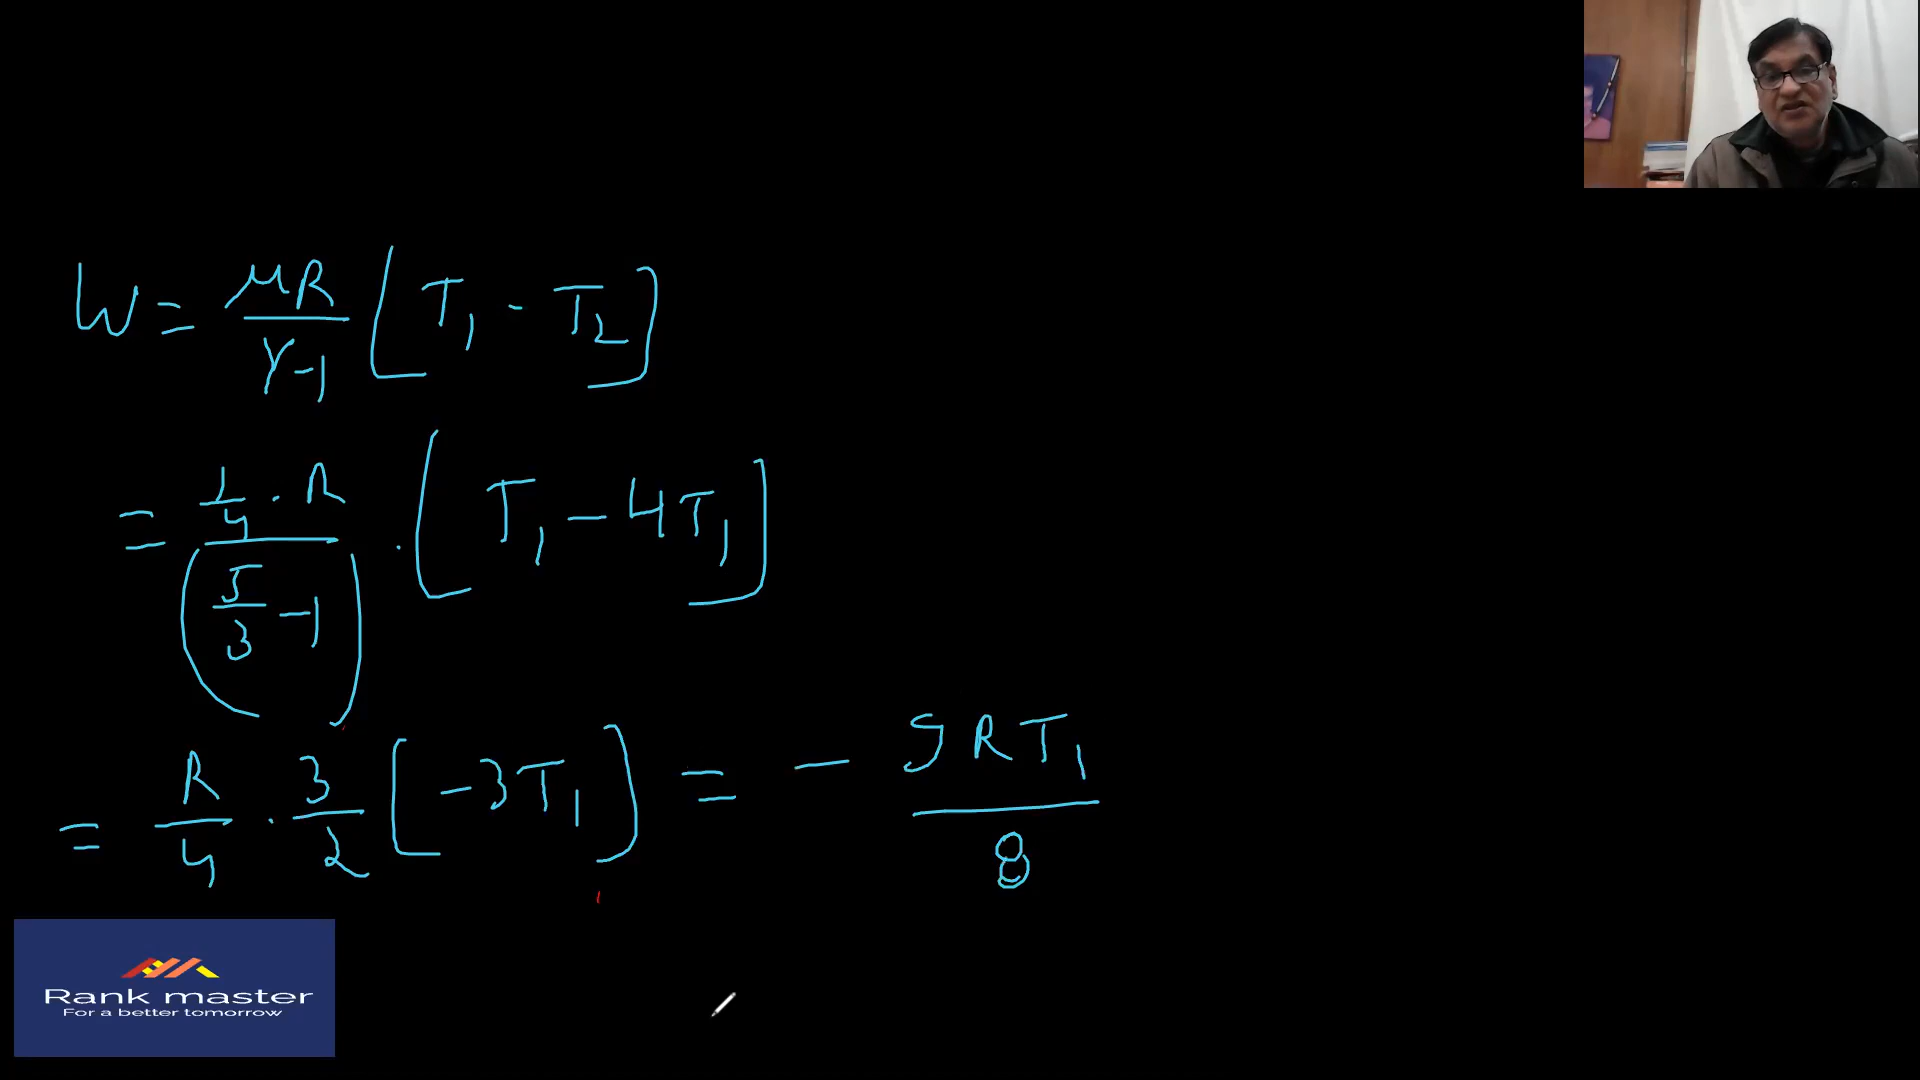 W = μR/(γ-1) [T₁ - T₂]
= (1/4 · R)/(5/3 - 1) · [T₁ - 4T₁]
= R/4 · 3/2 [-3T₁] = - 9RT₁/8
Rank master
For a better tomorrow